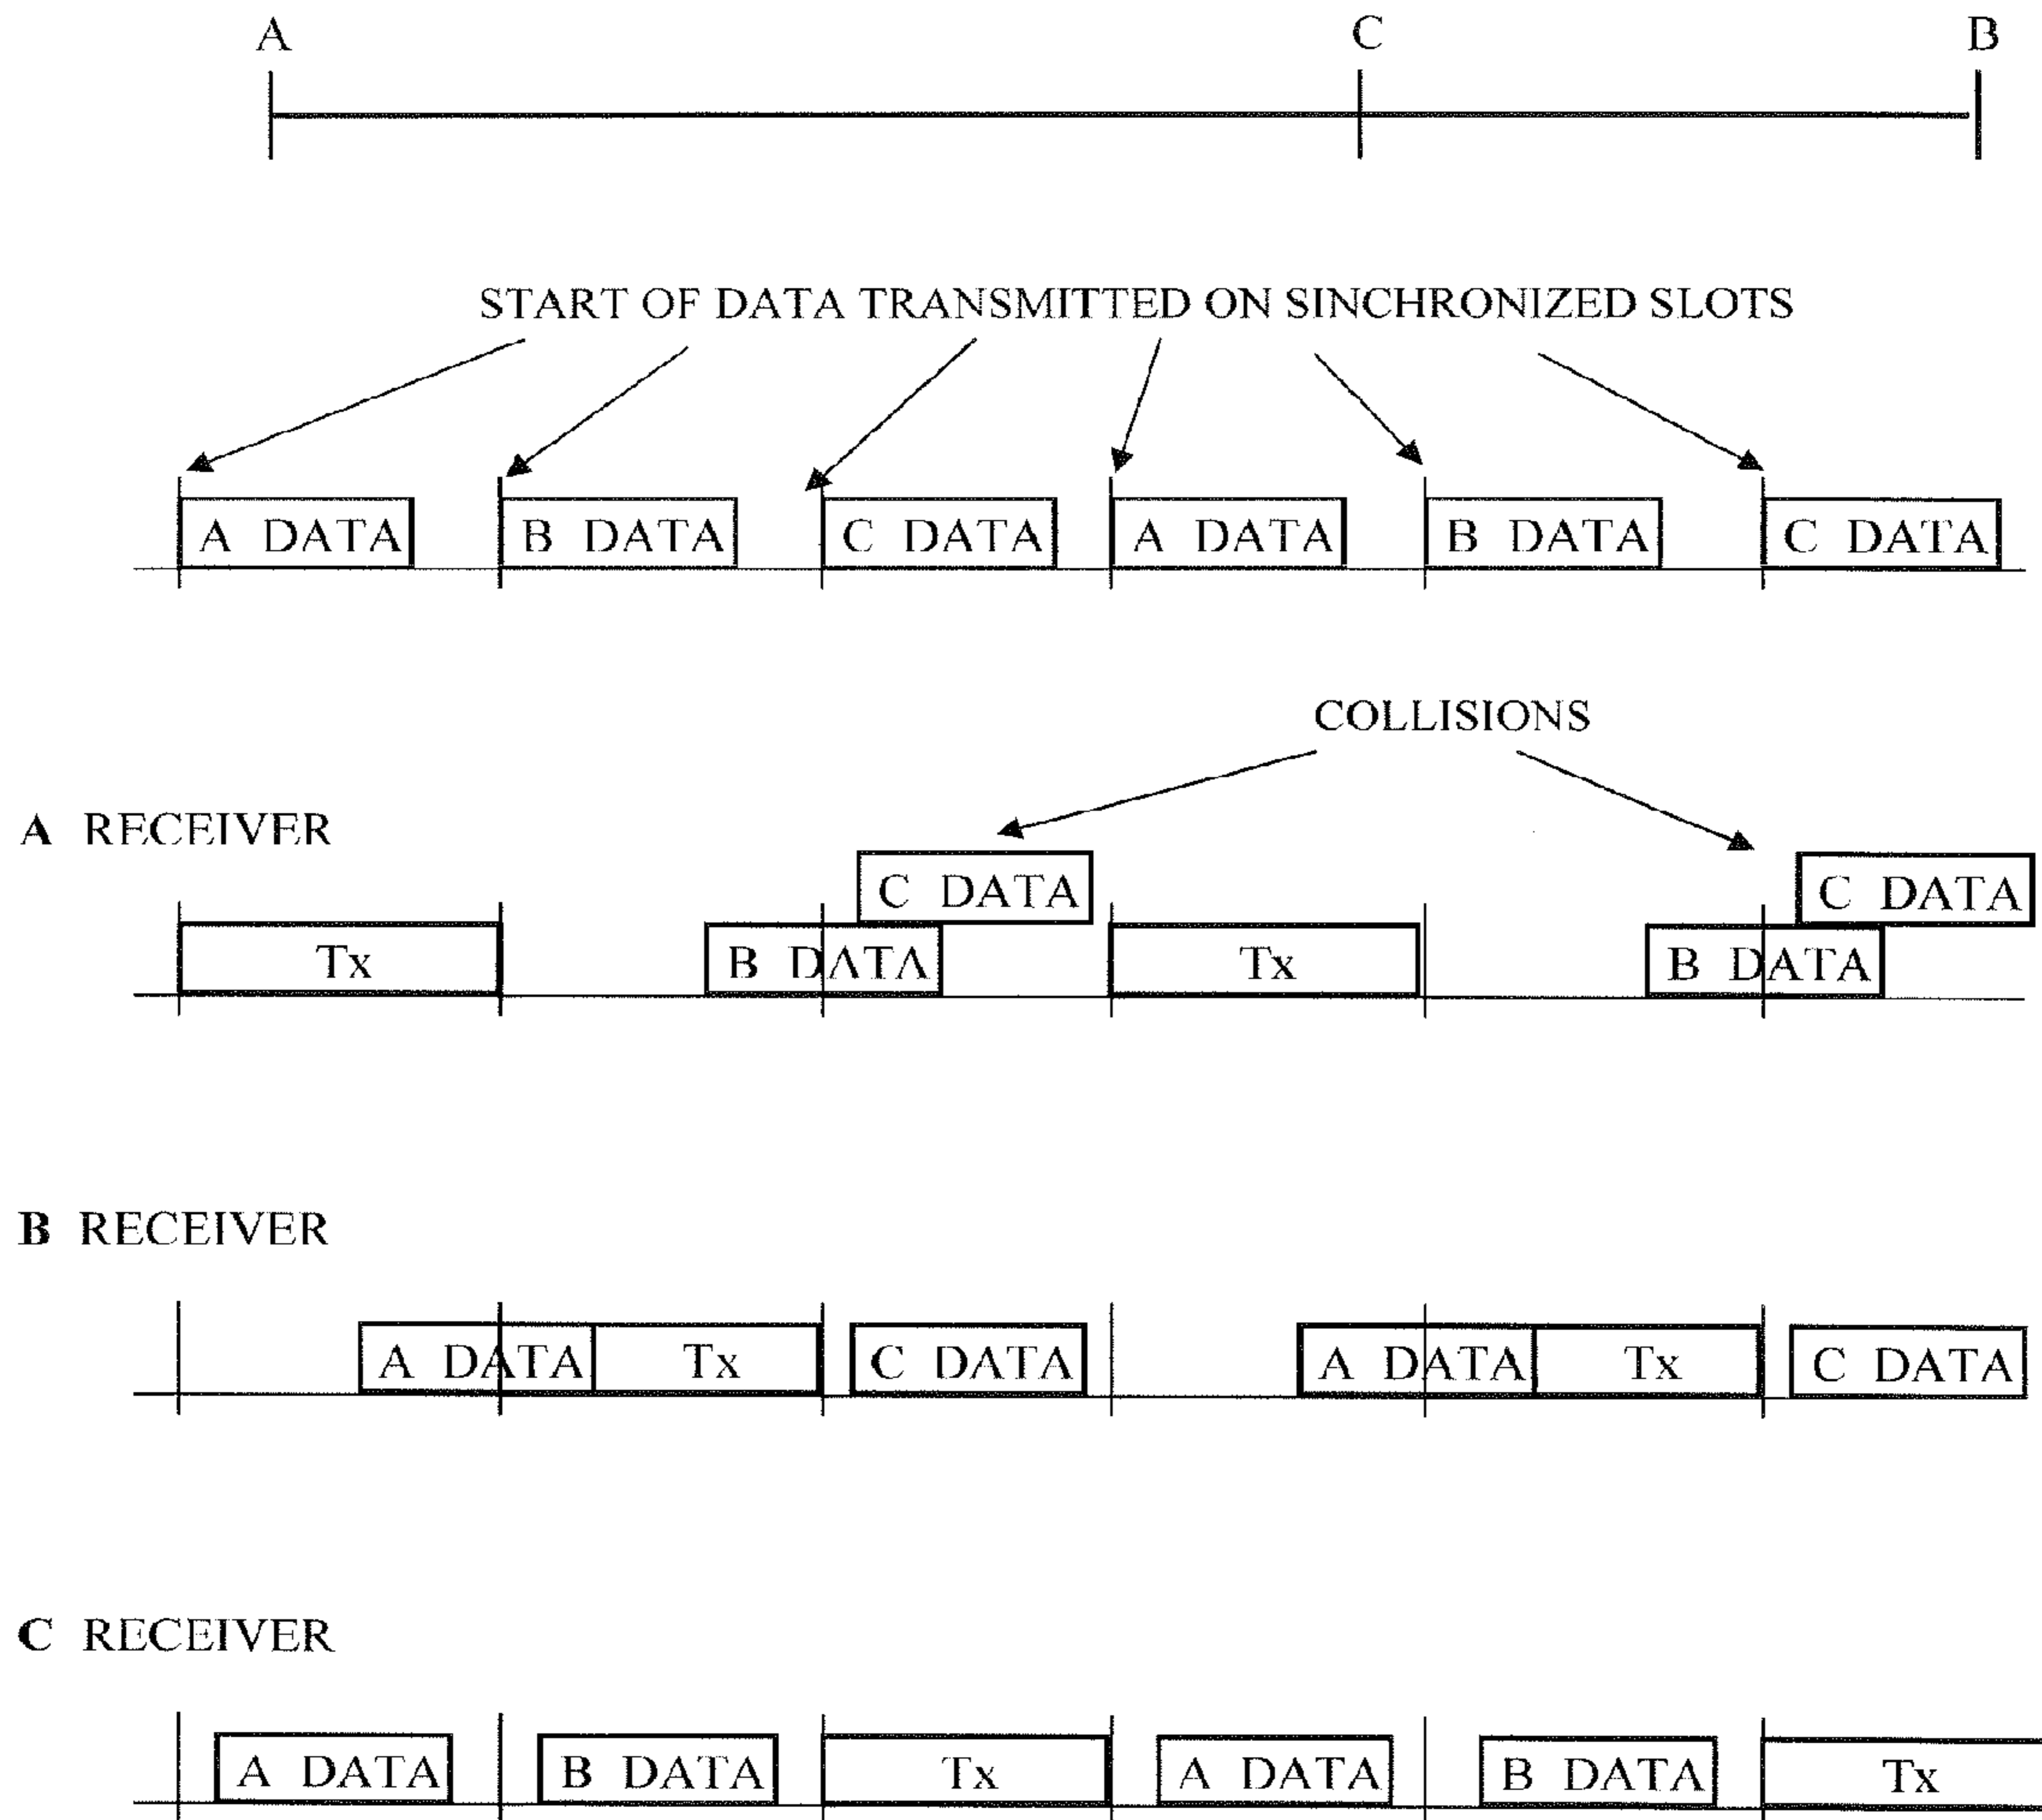 A C B
START OF DATA TRANSMITTED ON SINCHRONIZED SLOTS
A DATA B DATA C DATA A DATA B DATA C DATA
COLLISIONS
A RECEIVER
C DATA C DATA
Tx B DATA Tx B DATA
B RECEIVER
A DATA Tx C DATA A DATA Tx C DATA
C RECEIVER
A DATA B DATA Tx A DATA B DATA Tx